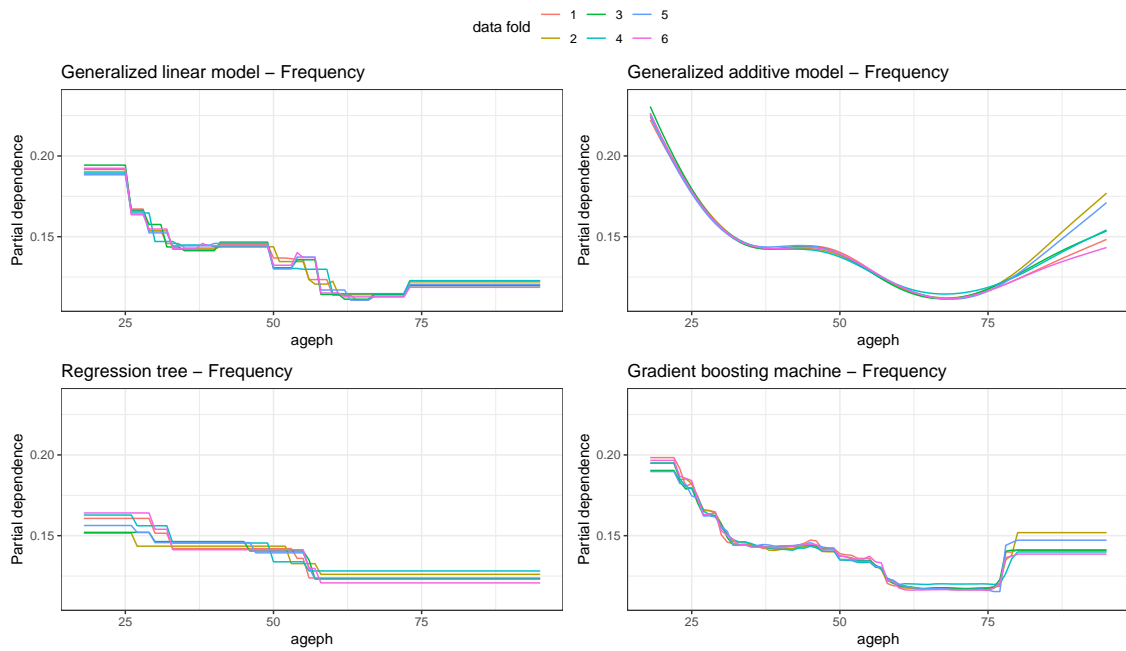 data fold 1 3 5
2 4 6
Generalized linear model − Frequency
Partial dependence
0.20
0.15
25 50 75
ageph
Generalized additive model − Frequency
Partial dependence
0.20
0.15
25 50 75
ageph
Regression tree − Frequency
Partial dependence
0.20
0.15
25 50 75
ageph
Gradient boosting machine − Frequency
Partial dependence
0.20
0.15
25 50 75
ageph